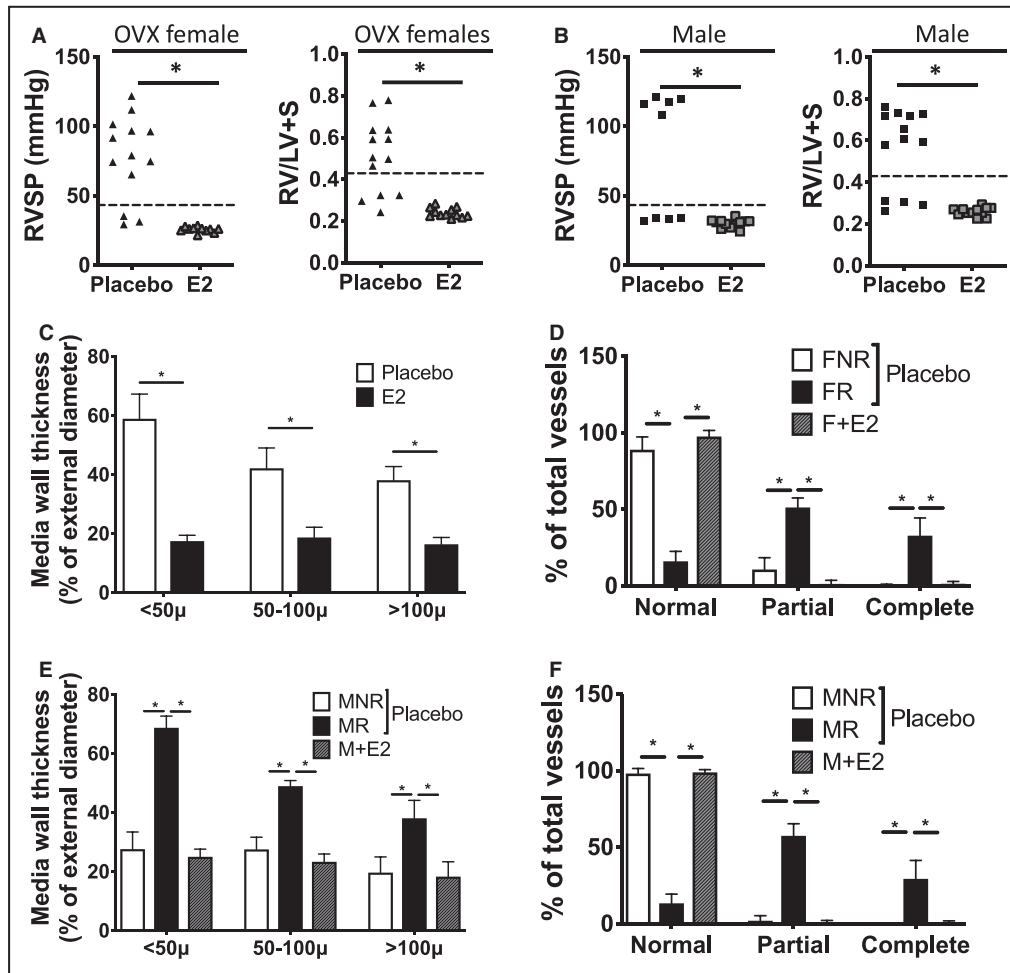 A OVX female
RVSP (mmHg)
150
100
50
0
*
Placebo E2
OVX females
RV/LV+S
1.0
0.8
0.6
0.4
0.2
0.0
*
Placebo E2
B Male
RVSP (mmHg)
150
100
50
0
*
Placebo E2
Male
RV/LV+S
1.0
0.8
0.6
0.4
0.2
0.0
*
Placebo E2
C
Media wall thickness
(% of external diameter)
80
60
40
20
0
* * *
Placebo
E2
<50µ 50-100µ >100µ
D
% of total vessels
150
100
50
0
FNR
FR
Placebo
F+E2
* * * * * *
Normal Partial Complete
E
Media wall thickness
(% of external diameter)
80
60
40
20
0
MNR
MR
Placebo
M+E2
* * * * * *
<50µ 50-100µ >100µ
F
% of total vessels
150
100
50
0
MNR
MR
Placebo
M+E2
* * * * * *
Normal Partial Complete